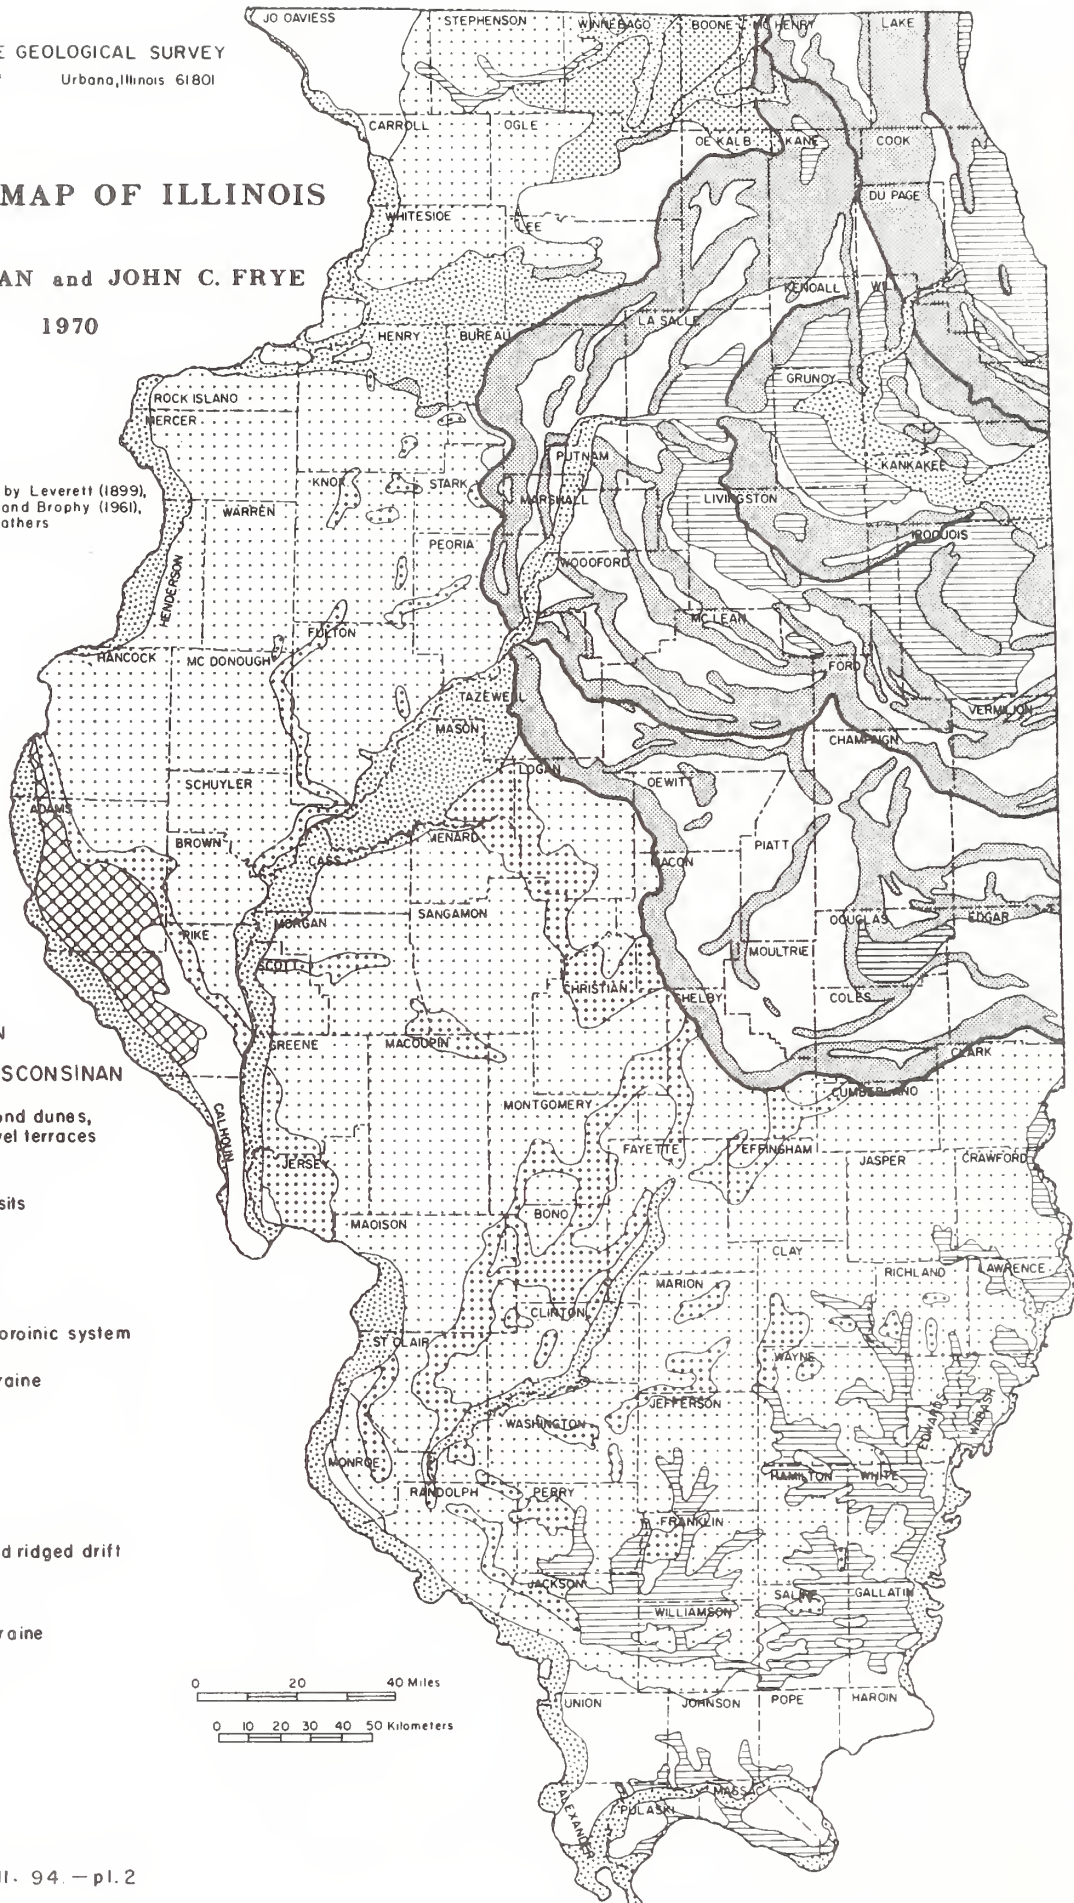 JO DAVIESS
STEPHENSON
WINNEBAGO
BOONE
MC HENRY
LAKE
E GEOLOGICAL SURVEY
Urbana, Illinois 61801
CARROLL
OGLE
DE KALB
KANE
COOK
MAP OF ILLINOIS
DU PAGE
WHITESIDE
LEE
AN and JOHN C. FRYE
KENDALL
WILL
1970
LA SALLE
HENRY
BUREAU
GRUNDY
ROCK ISLAND
MERCER
PUTNAM
KANKAKEE
by Leverett (1899),
and Brophy (1961),
athers
KNOX
STARK
MARSHALL
LIVINGSTON
WARREN
PEORIA
IROQUOIS
WOODFORD
HENDERSON
MC LEAN
FULTON
HANCOCK
MC DONOUGH
FORD
TAZEWELL
VERMILION
MASON
CHAMPAIGN
LOGAN
SCHUYLER
DEWITT
ADAMS
BROWN
MENARD
PIATT
CASS
MACON
SANGAMON
DOUGLAS
EDGAR
MORGAN
PIKE
MOULTRIE
SCOTT
CHRISTIAN
SHELBY
COLES
N
GREENE
MACOUPIN
CLARK
SCONSINAN
CUMBERLAND
MONTGOMERY
ond dunes,
vel terraces
CALHOUN
FAYETTE
EFFINGHAM
JASPER
CRAWFORD
JERSEY
sits
BOND
MADISON
CLAY
RICHLAND
LAWRENCE
MARION
CLINTON
oroinic system
ST CLAIR
WAYNE
raine
JEFFERSON
EDWARDS
WABASH
WASHINGTON
MONROE
HAMILTON
WHITE
RANDOLPH
PERRY
FRANKLIN
d ridged drift
JACKSON
SALINE
GALLATIN
WILLIAMSON
raine
0 20 40 Miles
UNION
JOHNSON
POPE
HARDIN
0 10 20 30 40 50 Kilometers
MASSAC
ALEXANDER
PULASKI
ll. 94.—pl. 2